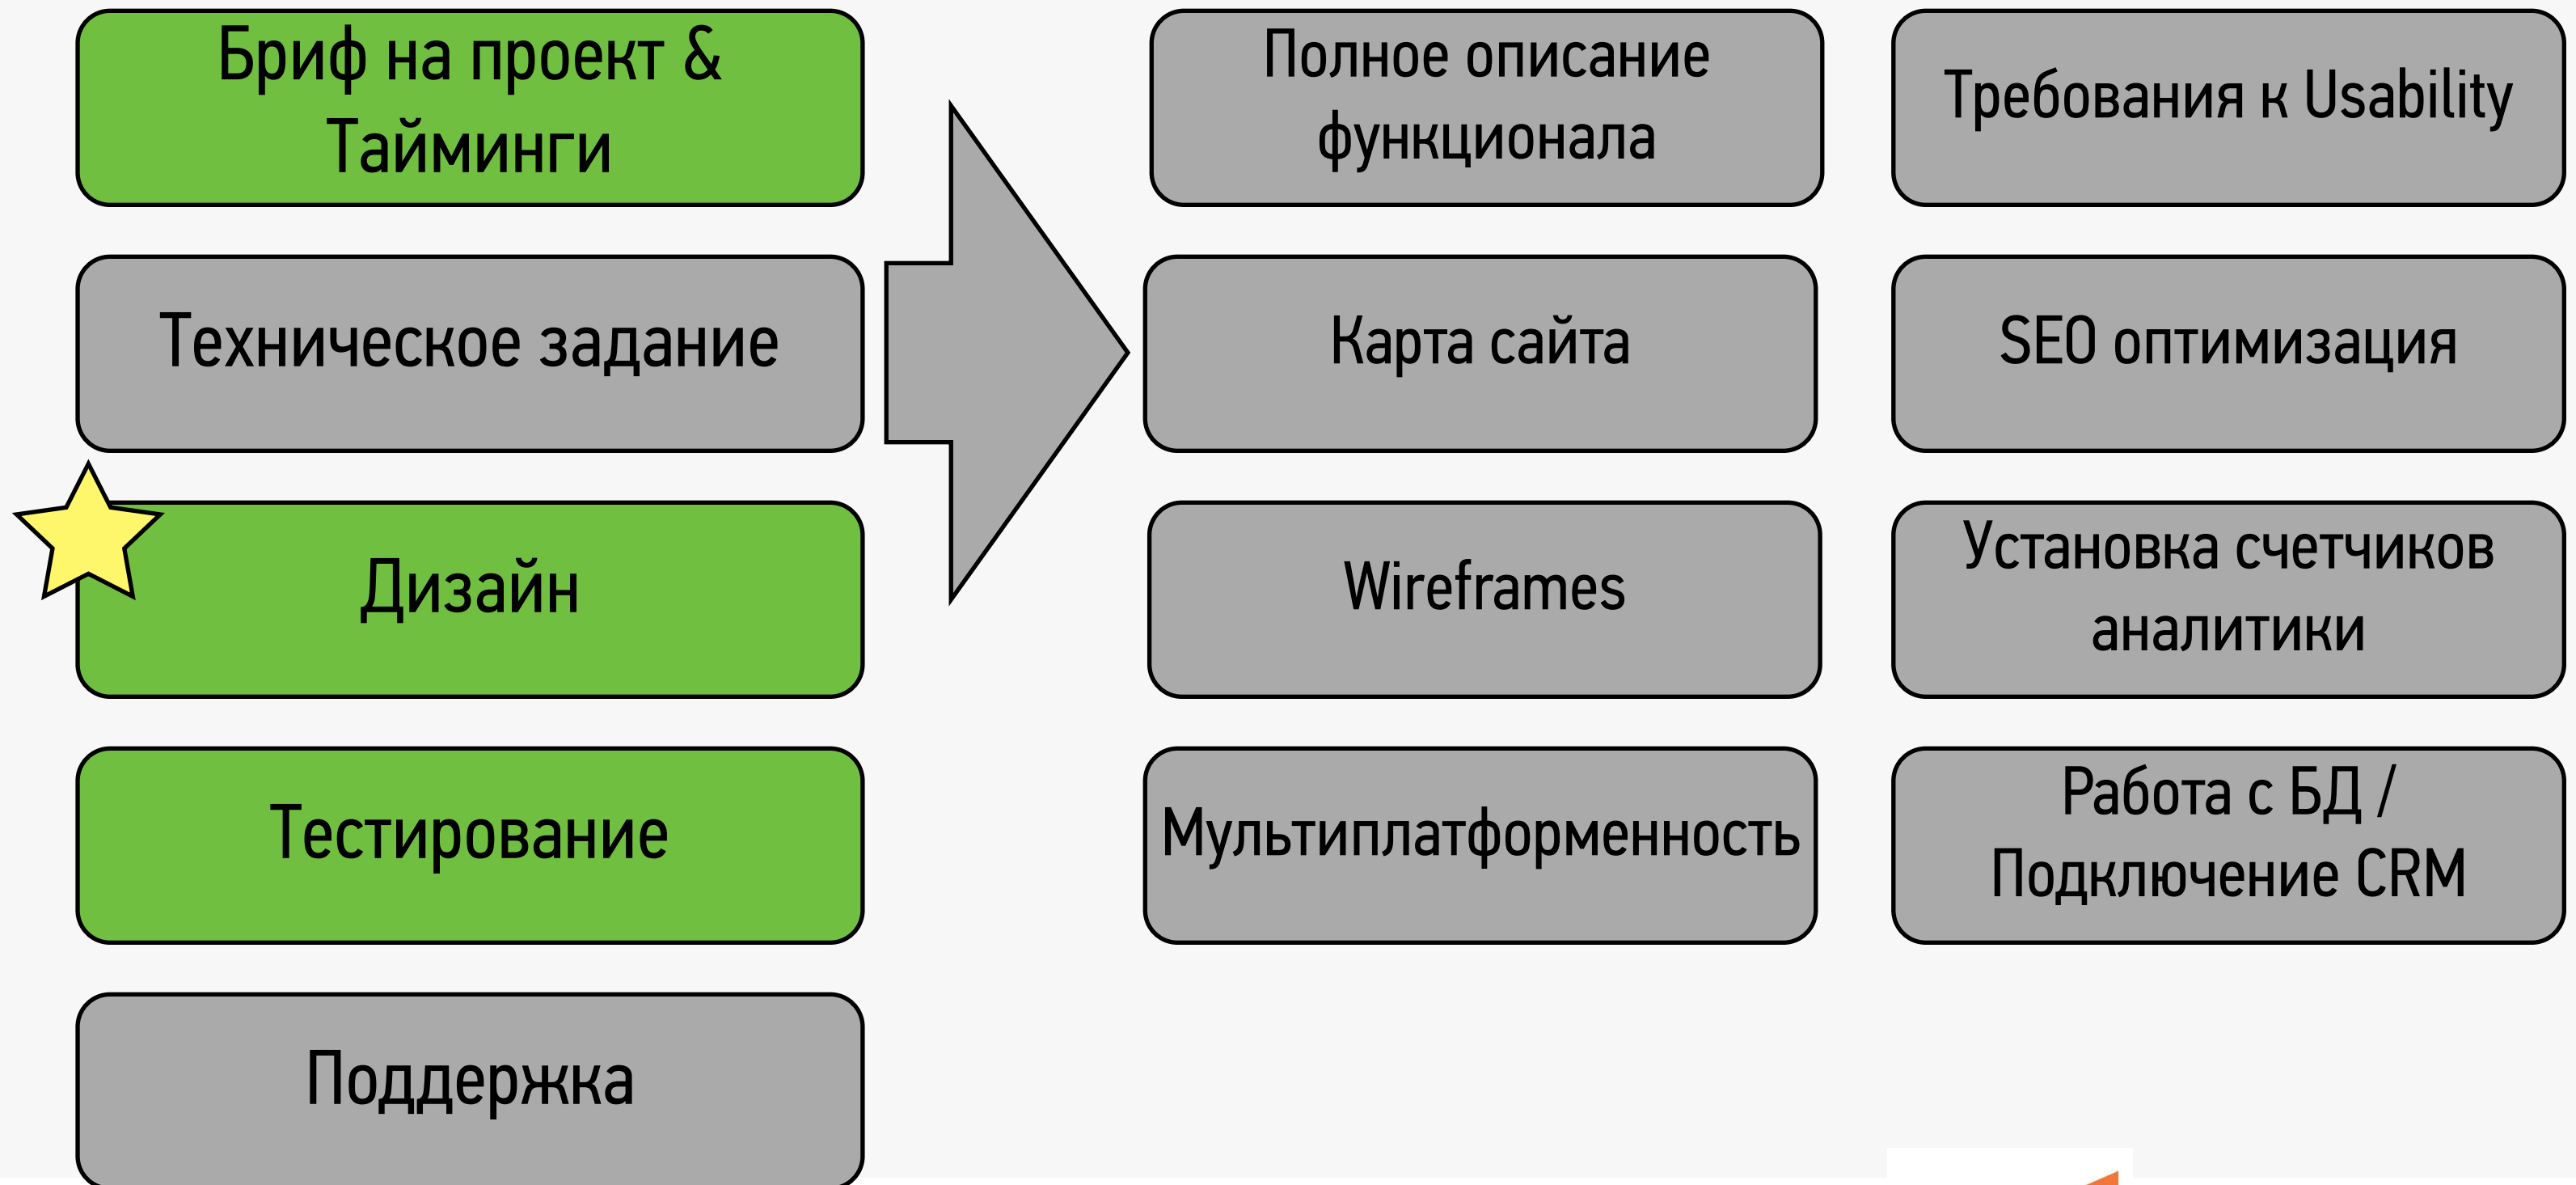 Бриф на проект &
Тайминги
Техническое задание
Дизайн
Тестирование
Поддержка
Полное описание
функционала
Карта сайта
Wireframes
Мультиплатформенность
Требования к Usability
SEO оптимизация
Установка счетчиков
аналитики
Работа с БД /
Подключение CRM